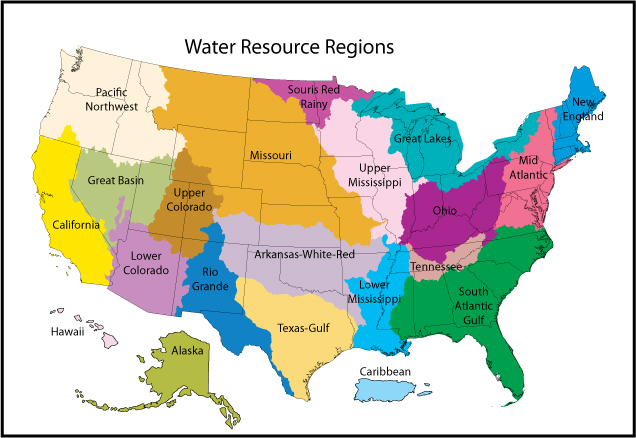 Water Resource Regions
Pacific
Northwest
Souris Red
Rainy
New
England
Great Lakes
Missouri
Mid
Atlantic
Upper
Mississippi
Great Basin
Upper
Colorado
Ohio
California
Lower
Colorado
Arkansas-White-Red
Tennessee
Rio
Grande
Lower
Mississippi
South
Atlantic
Gulf
Texas-Gulf
Hawaii
Alaska
Caribbean